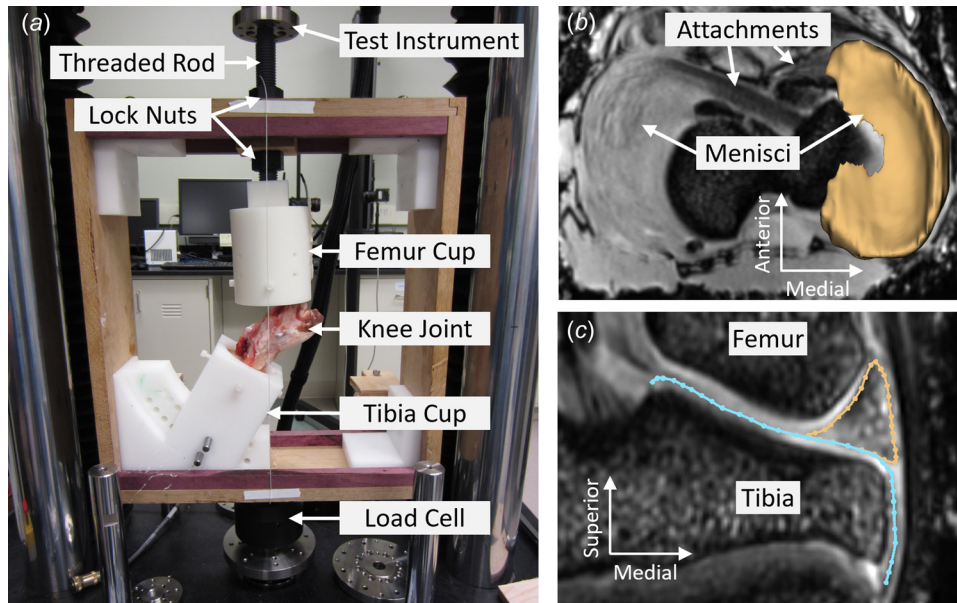 (a)
Test Instrument
Threaded Rod
Lock Nuts
Femur Cup
Knee Joint
Tibia Cup
Load Cell
(b)
Attachments
Menisci
Anterior
Medial
(c)
Femur
Tibia
Superior
Medial